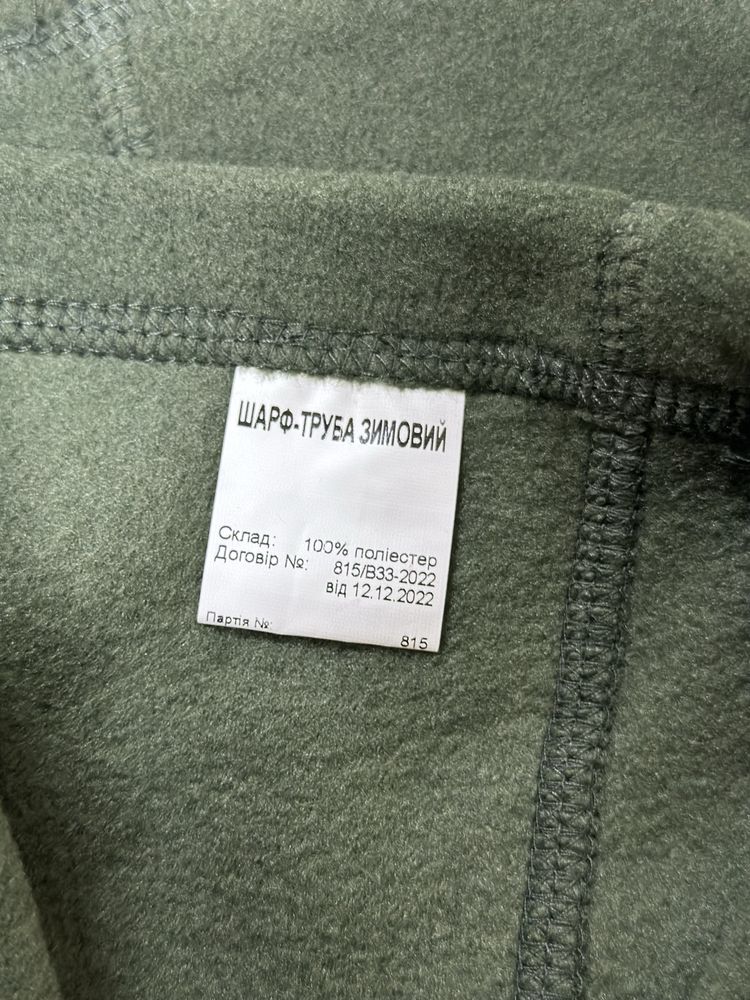 ШАРФ-ТРУБА ЗИМОВИЙ
Склад: 100% поліестер
Договір №: 815/В33-2022
від 12.12.2022
Партія №: 815